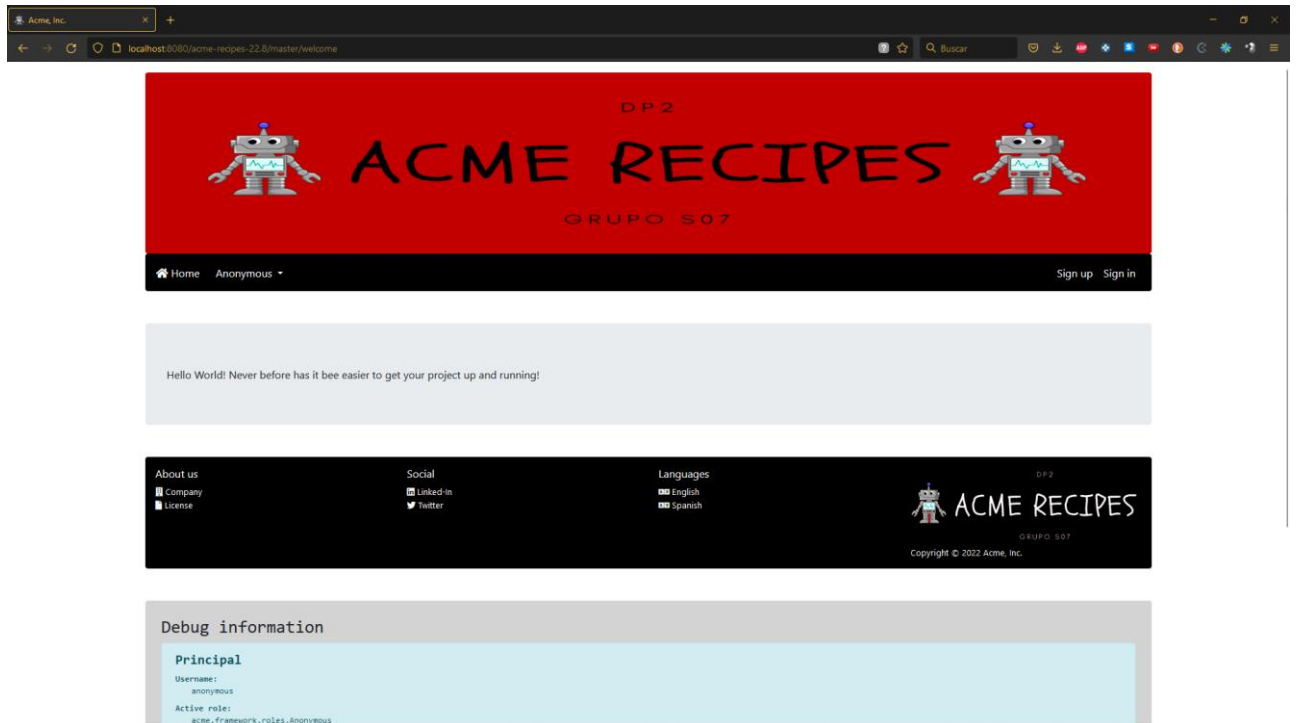 Acme, Inc.
localhost:8080/acme-recipes-22.8/master/welcome
Buscar
DP2
ACME RECIPES
GRUPO S07
Home Anonymous Sign up Sign in
Hello World! Never before has it bee easier to get your project up and running!
About us
Company
License
Social
Linked-In
Twitter
Languages
English
Spanish
DP2
ACME RECIPES
GRUPO S07
Copyright © 2022 Acme, Inc.
Debug information
Principal
Username:
anonymous
Active role:
acme.framework.roles.Anonymous